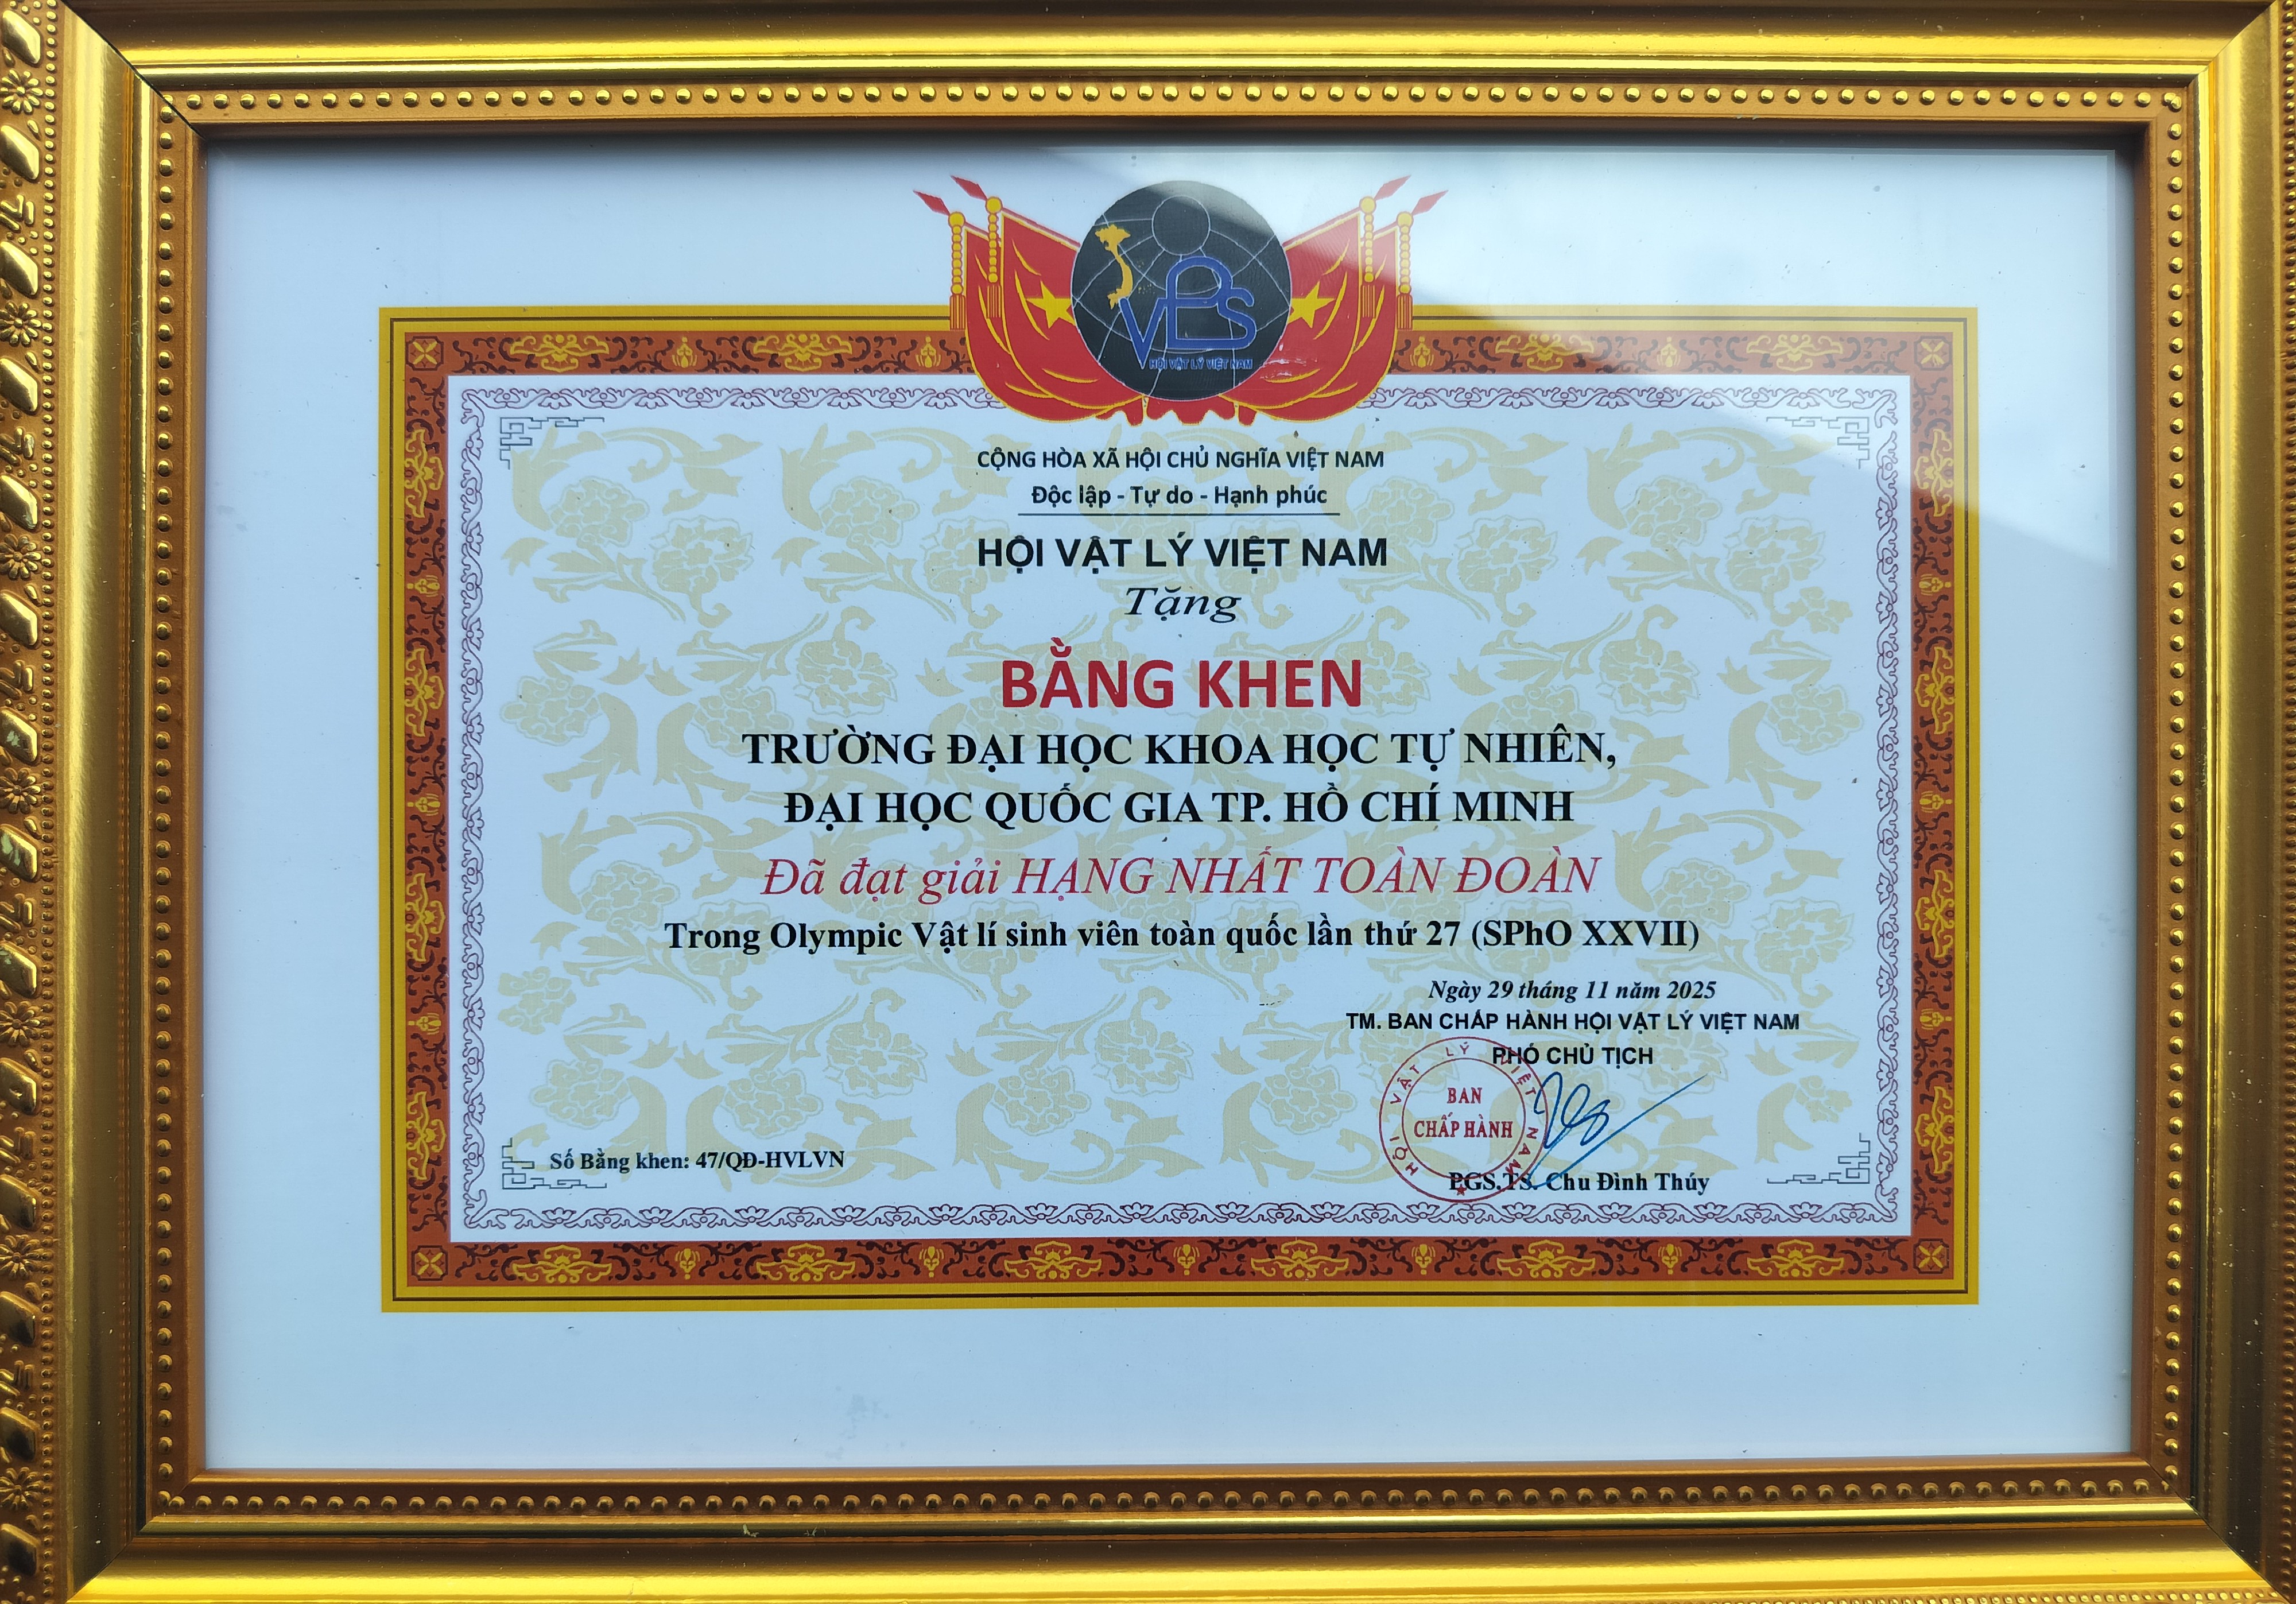 VPS
HỘI VẬT LÝ VIỆT NAM
CỘNG HÒA XÃ HỘI CHỦ NGHĨA VIỆT NAM
Độc lập - Tự do - Hạnh phúc
HỘI VẬT LÝ VIỆT NAM
Tặng
BẰNG KHEN
TRƯỜNG ĐẠI HỌC KHOA HỌC TỰ NHIÊN,
ĐẠI HỌC QUỐC GIA TP. HỒ CHÍ MINH
Đã đạt giải HẠNG NHẤT TOÀN ĐOÀN
Trong Olympic Vật lí sinh viên toàn quốc lần thứ 27 (SPhO XXVII)
Ngày 29 tháng 11 năm 2025
TM. BAN CHẤP HÀNH HỘI VẬT LÝ VIỆT NAM
PHÓ CHỦ TỊCH
HỘI VẬT LÝ VIỆT NAM
BAN
CHẤP HÀNH
Số Bằng khen: 47/QĐ-HVLVN
PGS.TS. Chu Đình Thúy